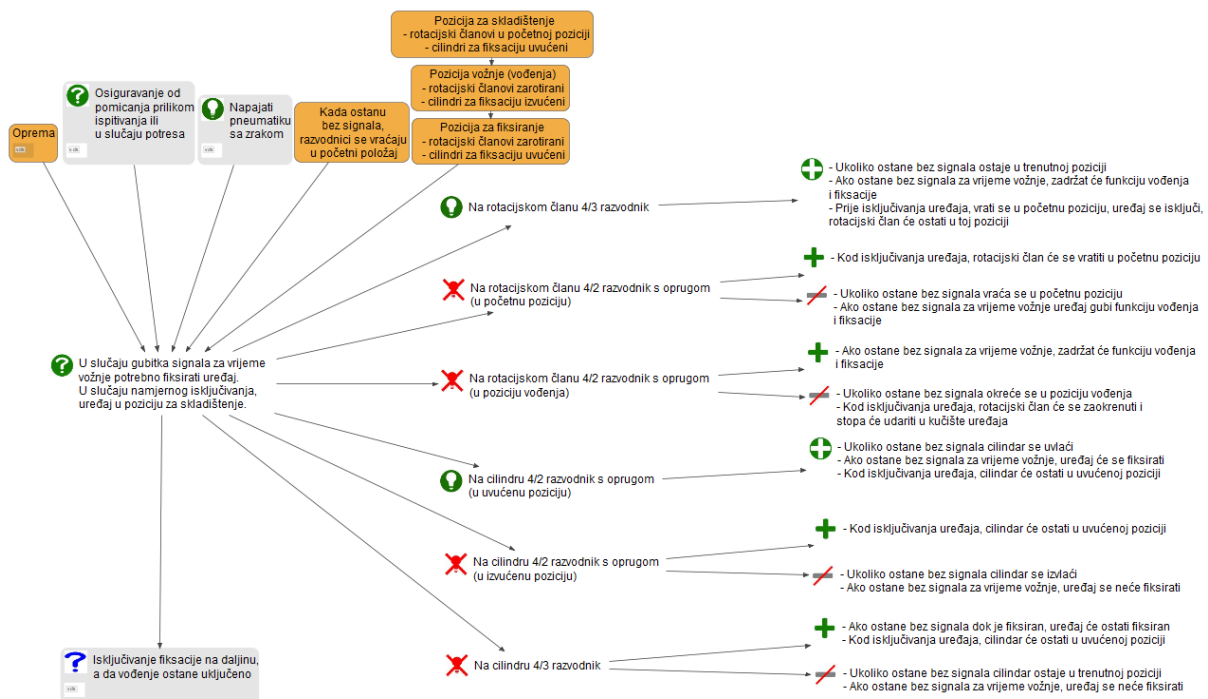 Pozicija za skladištenje
- rotacijski članovi u početnoj poziciji
- cilindri za fiksaciju uvučeni
Pozicija vožnje (vođenja)
- rotacijski članovi zarotirani
- cilindri za fiksaciju izvučeni
Pozicija za fiksiranje
- rotacijski članovi zarotirani
- cilindri za fiksaciju uvučeni
Oprema
Osiguravanje od
pomicanja prilikom
ispitivanja ili
u slučaju potresa
Napajati
pneumatiku
sa zrakom
Kada ostanu
bez signala,
razvodnici se vraćaju
u početni položaj
U slučaju gubitka signala za vrijeme
vožnje potrebno fiksirati uređaj.
U slučaju namjernog isključivanja,
uređaj u poziciju za skladištenje.
Na rotacijskom članu 4/3 razvodnik
- Ukoliko ostane bez signala ostaje u trenutnoj poziciji
- Ako ostane bez signala za vrijeme vožnje, zadržat će funkciju vođenja
i fiksacije
- Prije isključivanja uređaja, vrati se u početnu poziciju, uređaj se isključi,
rotacijski član će ostati u toj poziciji
Na rotacijskom članu 4/2 razvodnik s oprugom
(u početnu poziciju)
- Kod isključivanja uređaja, rotacijski član će se vratiti u početnu poziciju
- Ukoliko ostane bez signala vraća se u početnu poziciju
- Ako ostane bez signala za vrijeme vožnje uređaj gubi funkciju vođenja
i fiksacije
Na rotacijskom članu 4/2 razvodnik s oprugom
(u poziciju vođenja)
- Ako ostane bez signala za vrijeme vožnje, zadržat će funkciju vođenja
i fiksacije
- Ukoliko ostane bez signala okreće se u poziciju vođenja
- Kod isključivanja uređaja, rotacijski član će se zaokrenuti i
stopa će udariti u kučište uređaja
Na cilindru 4/2 razvodnik s oprugom
(u uvučenu poziciju)
- Ukoliko ostane bez signala cilindar se uvlaći
- Ako ostane bez signala za vrijeme vožnje, uređaj će se fiksirati
- Kod isključivanja uređaja, cilindar će ostati u uvučenoj poziciji
Na cilindru 4/2 razvodnik s oprugom
(u izvučenu poziciju)
- Kod isključivanja uređaja, cilindar će ostati u uvučenoj poziciji
- Ukoliko ostane bez signala cilindar se izvlaći
- Ako ostane bez signala za vrijeme vožnje, uređaj se neće fiksirati
Na cilindru 4/3 razvodnik
- Ako ostane bez signala dok je fiksiran, uređaj će ostati fiksiran
- Kod isključivanja uređaja, cilindar će ostati u uvučenoj poziciji
- Ukoliko ostane bez signala cilindar ostaje u trenutnoj poziciji
- Ako ostane bez signala za vrijeme vožnje, uređaj se neće fiksirati
Isključivanje fiksacije na daljinu,
a da vođenje ostane uključeno